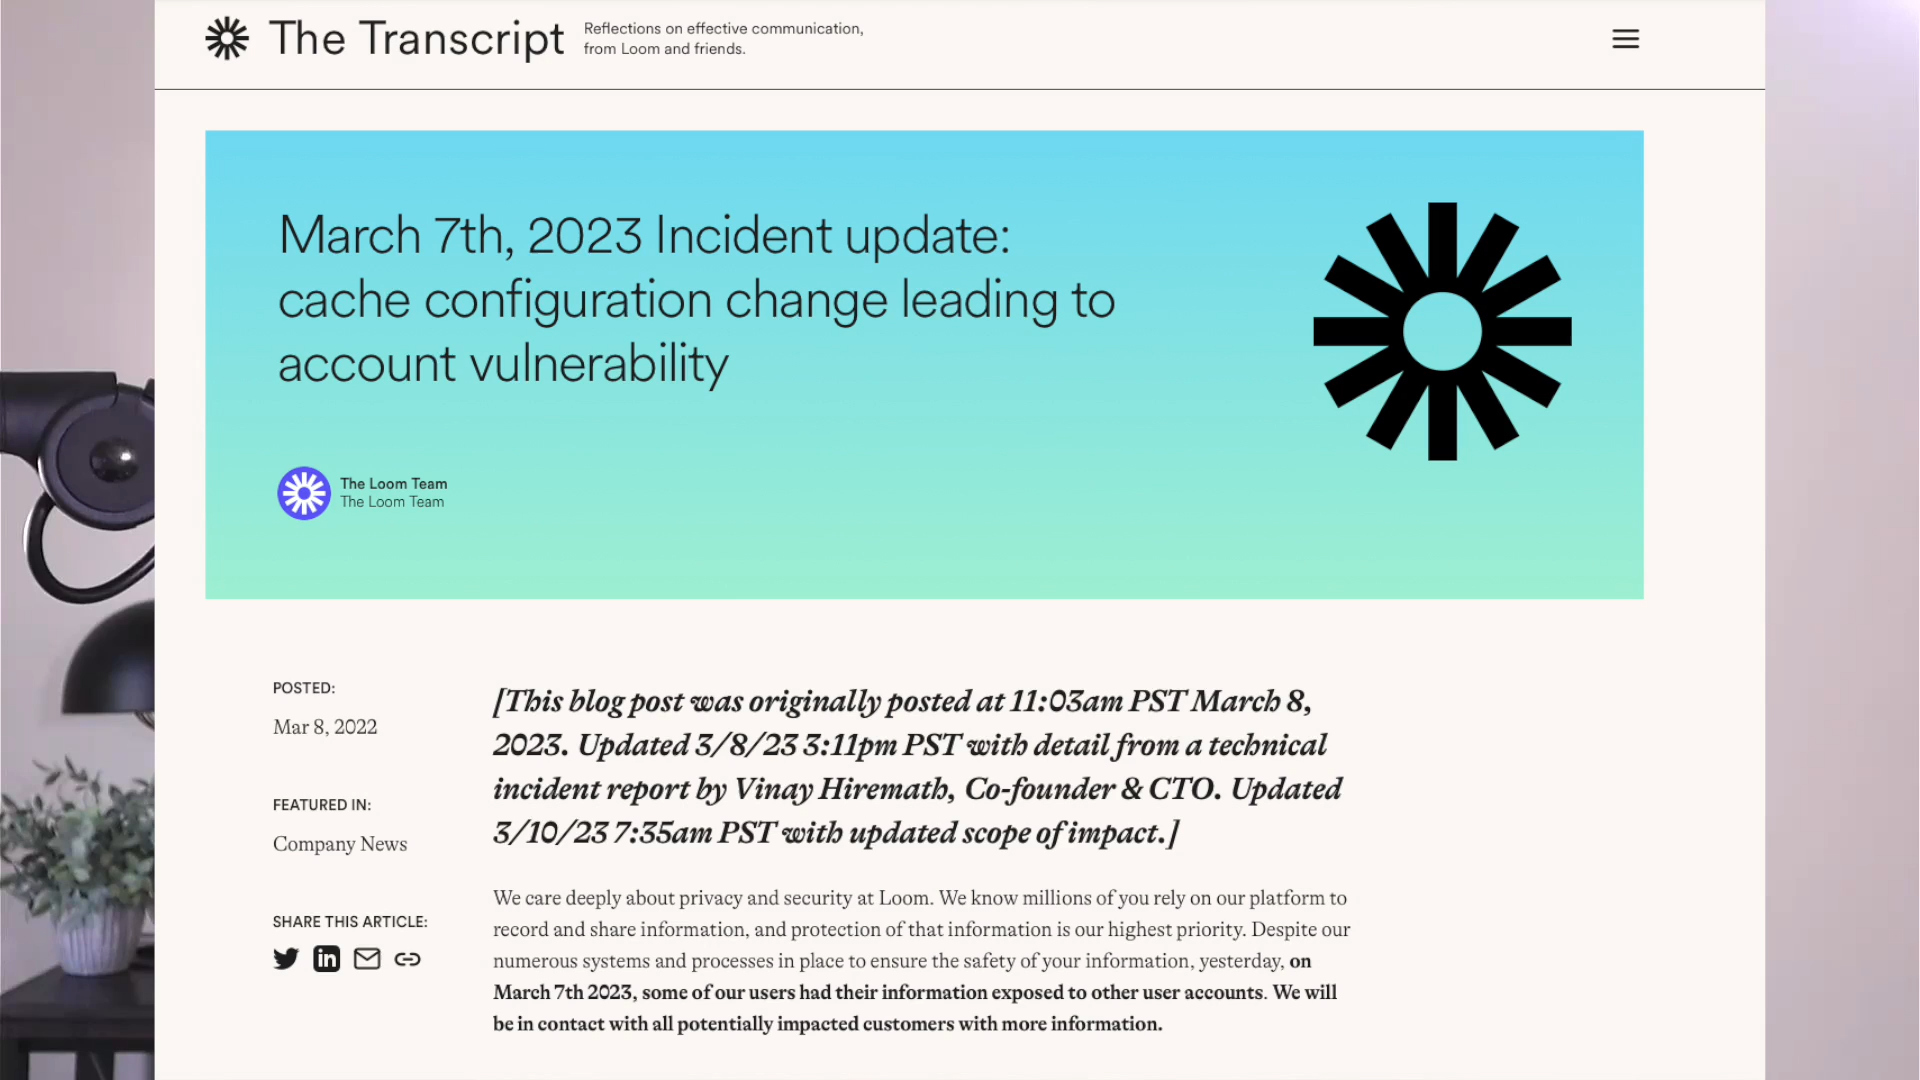 The Transcript
Reflections on effective communication,
from Loom and friends.
March 7th, 2023 Incident update:
cache configuration change leading to
account vulnerability
The Loom Team
The Loom Team
POSTED:
Mar 8, 2022
FEATURED IN:
Company News
SHARE THIS ARTICLE:
in
[This blog post was originally posted at 11:03am PST March 8,
2023. Updated 3/8/23 3:11pm PST with detail from a technical
incident report by Vinay Hiremath, Co-founder & CTO. Updated
3/10/23 7:35am PST with updated scope of impact.]
We care deeply about privacy and security at Loom. We know millions of you rely on our platform to
record and share information, and protection of that information is our highest priority. Despite our
numerous systems and processes in place to ensure the safety of your information, yesterday, on
March 7th 2023, some of our users had their information exposed to other user accounts. We will
be in contact with all potentially impacted customers with more information.